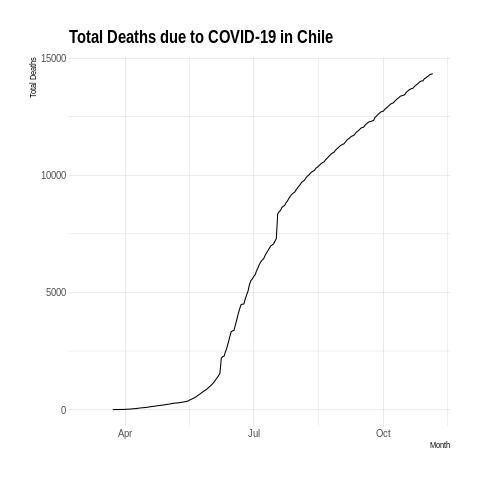 Total Deaths due to COVID-19 in Chile
Total Deaths
15000
10000
5000
0
Apr
Jul
Oct
Month